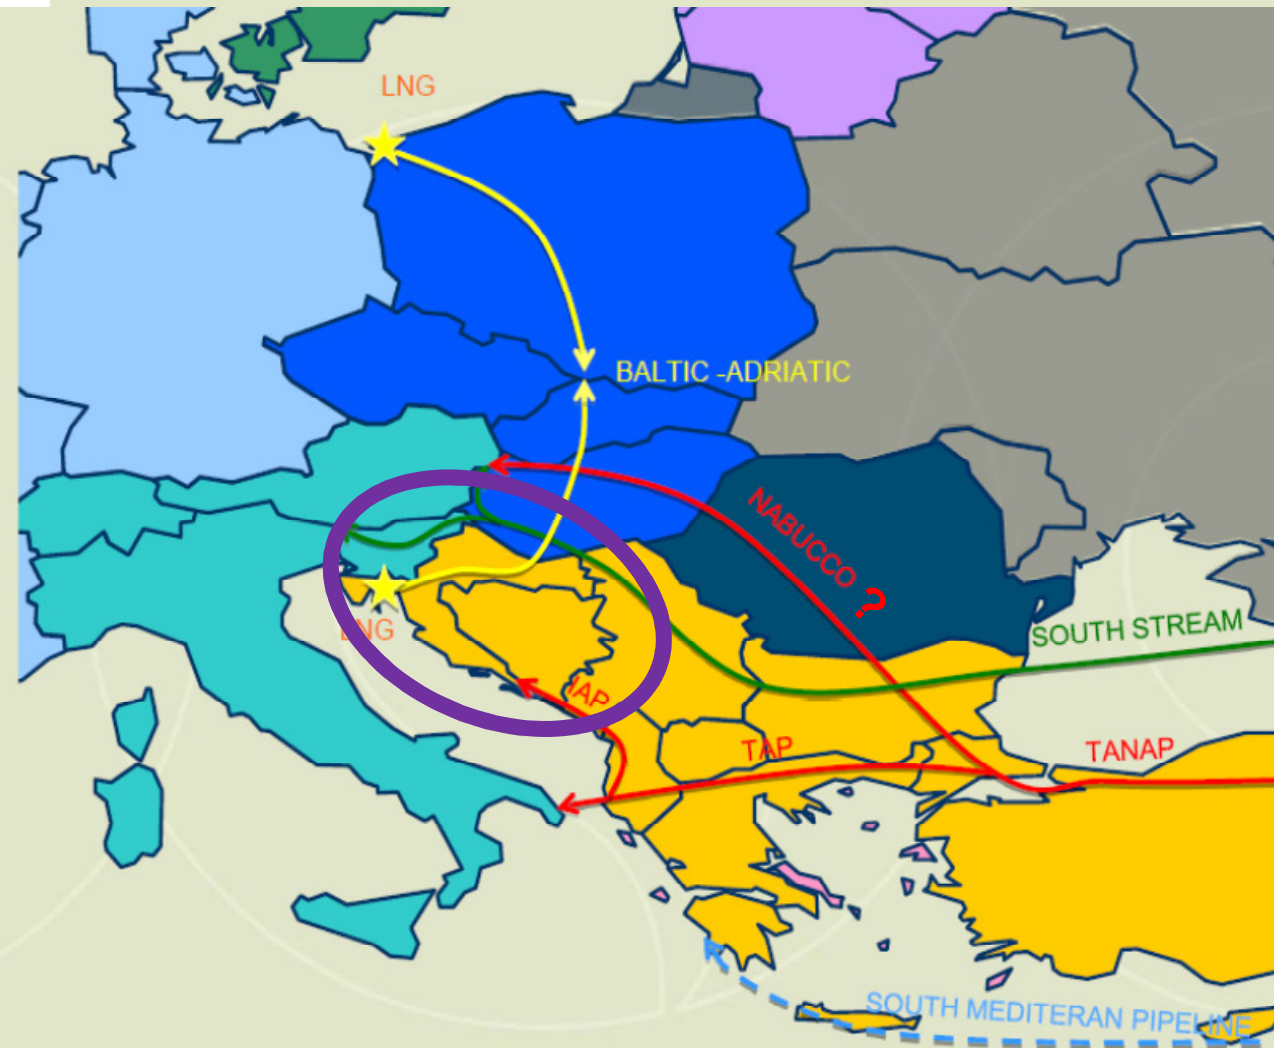 LNG
BALTIC -ADRIATIC
NABUCCO ?
SOUTH STREAM
LNG
IAP
TAP
TANAP
SOUTH MEDITERAN PIPELINE